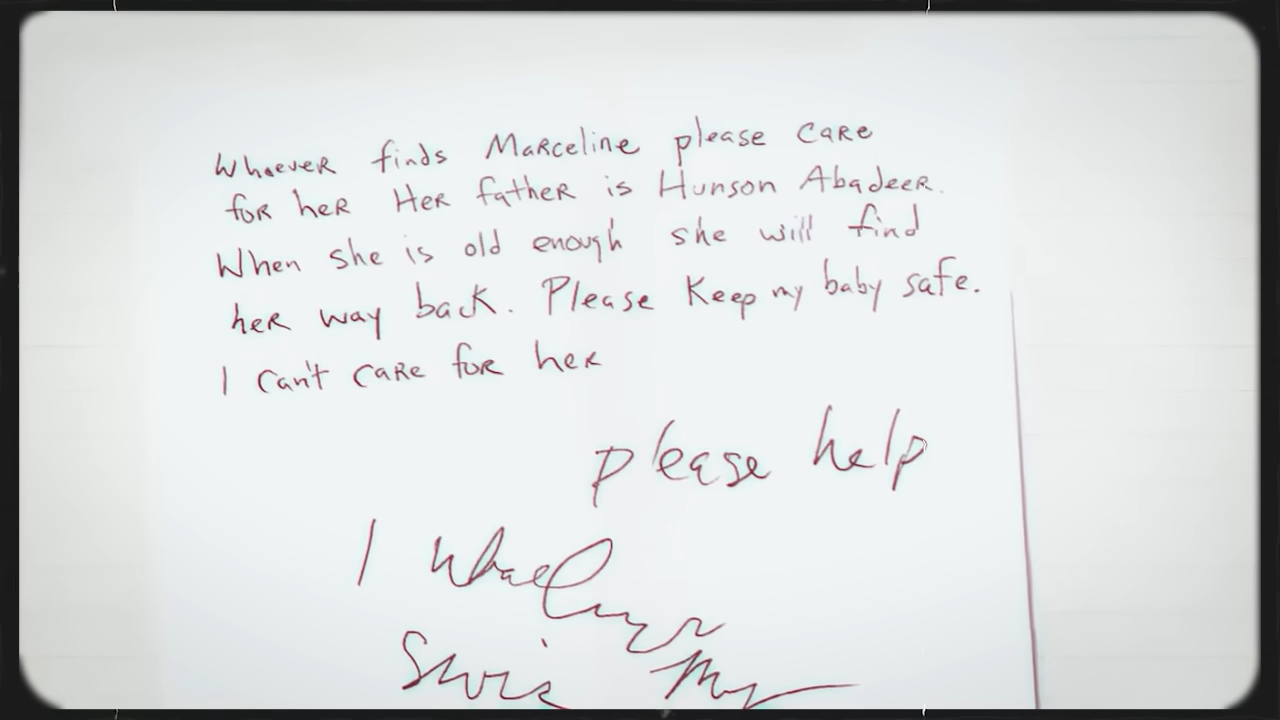 Whoever finds Marceline please care
for her Her father is Hunson Abadeer.
When she is old enough she will find
her way back. Please Keep my baby safe.
I can't care for her
please help
I